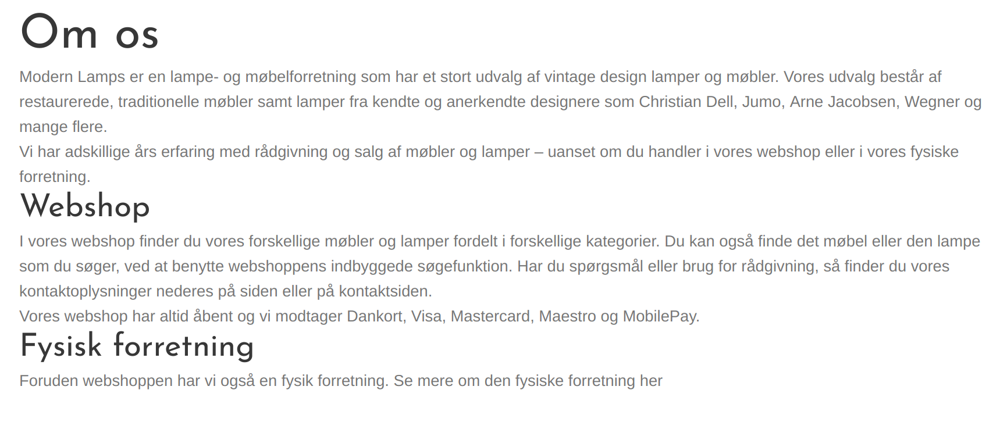 Om os
Modern Lamps er en lampe- og møbelforretning som har et stort udvalg af vintage design lamper og møbler. Vores udvalg består af
restaurerede, traditionelle møbler samt lamper fra kendte og anerkendte designere som Christian Dell, Jumo, Arne Jacobsen, Wegner og
mange flere.
Vi har adskillige års erfaring med rådgivning og salg af møbler og lamper – uanset om du handler i vores webshop eller i vores fysiske
forretning.
Webshop
I vores webshop finder du vores forskellige møbler og lamper fordelt i forskellige kategorier. Du kan også finde det møbel eller den lampe
som du søger, ved at benytte webshoppens indbyggede søgefunktion. Har du spørgsmål eller brug for rådgivning, så finder du vores
kontaktoplysninger nederes på siden eller på kontaktsiden.
Vores webshop har altid åbent og vi modtager Dankort, Visa, Mastercard, Maestro og MobilePay.
Fysisk forretning
Foruden webshoppen har vi også en fysik forretning. Se mere om den fysiske forretning her